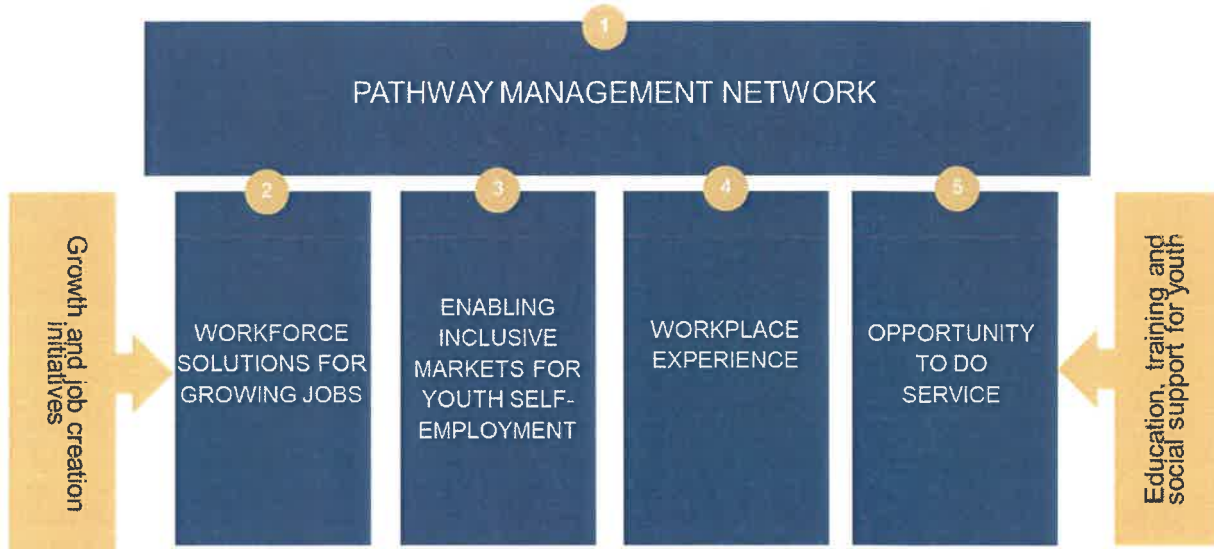 1
PATHWAY MANAGEMENT NETWORK
2
3
4
5
Growth and job creation
initiatives
WORKFORCE
SOLUTIONS FOR
GROWING JOBS
ENABLING
INCLUSIVE
MARKETS FOR
YOUTH SELF-
EMPLOYMENT
WORKPLACE
EXPERIENCE
OPPORTUNITY
TO DO
SERVICE
Education, training and
social support for youth